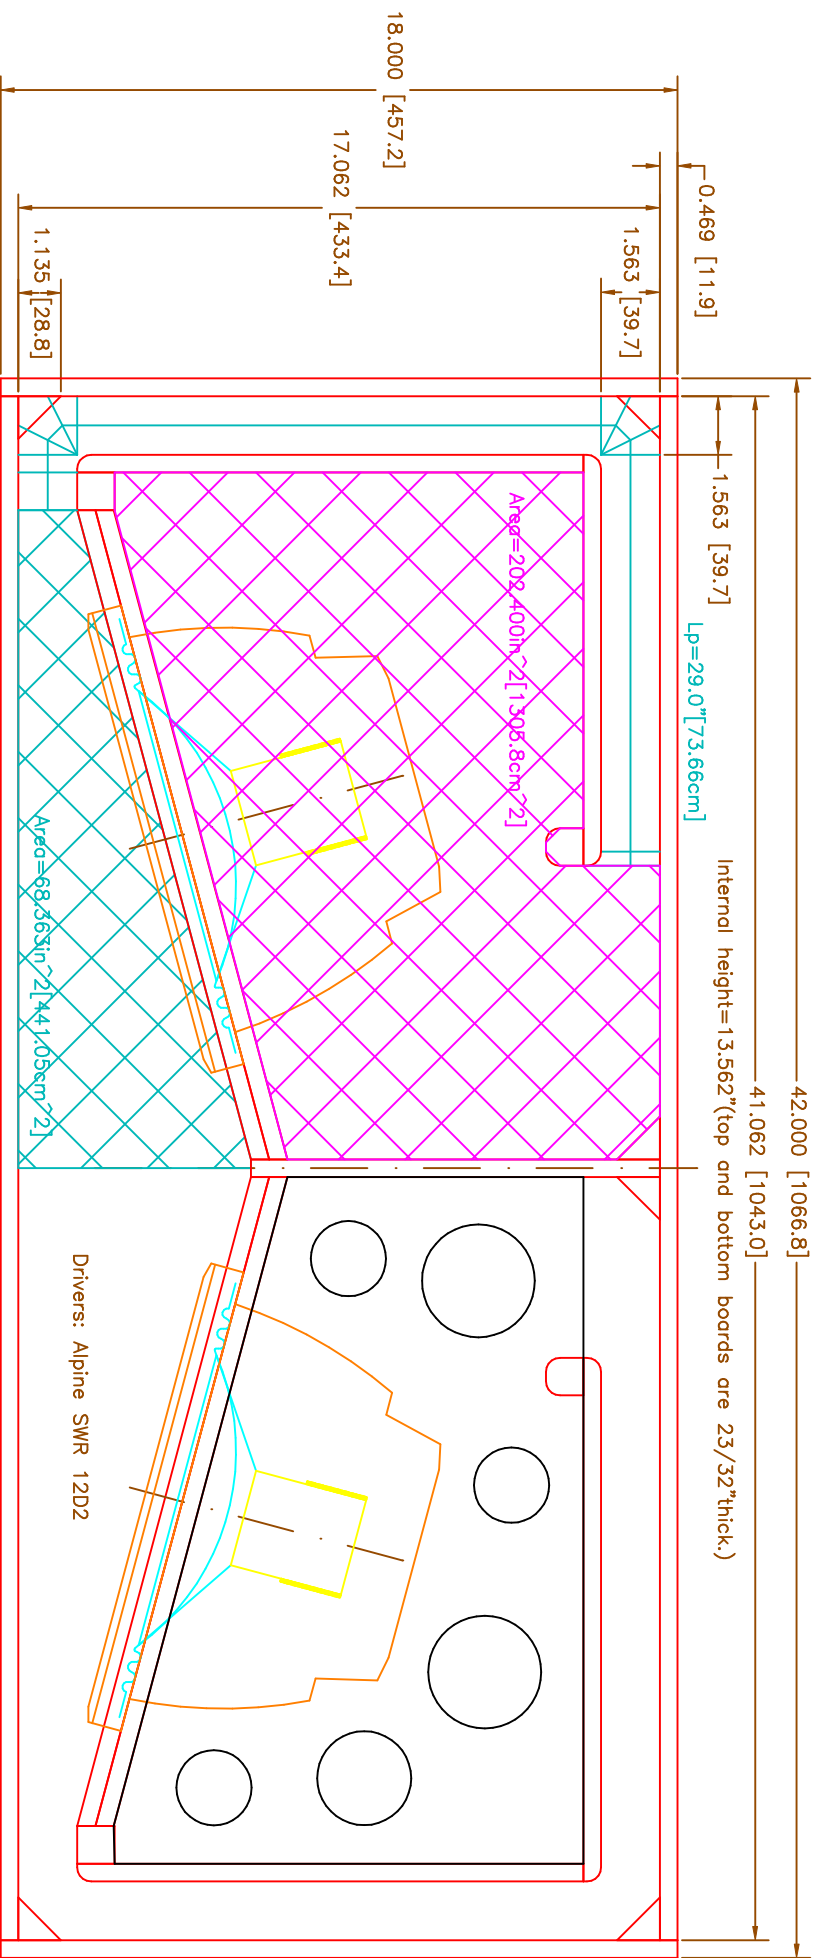 18.000 [457.2]
17.062 [433.4]
0.469 [11.9]
1.563 [39.7]
1.135 [28.8]
1.563 [39.7]
Lp=29.0"[73.66cm]
Area=202.400in^2[1305.8cm^2]
Area=68.363in^2[441.05cm^2]
42.000 [1066.8]
41.062 [1043.0]
Internal height=13.562"(top and bottom boards are 23/32"thick.)
Drivers: Alpine SWR 12D2